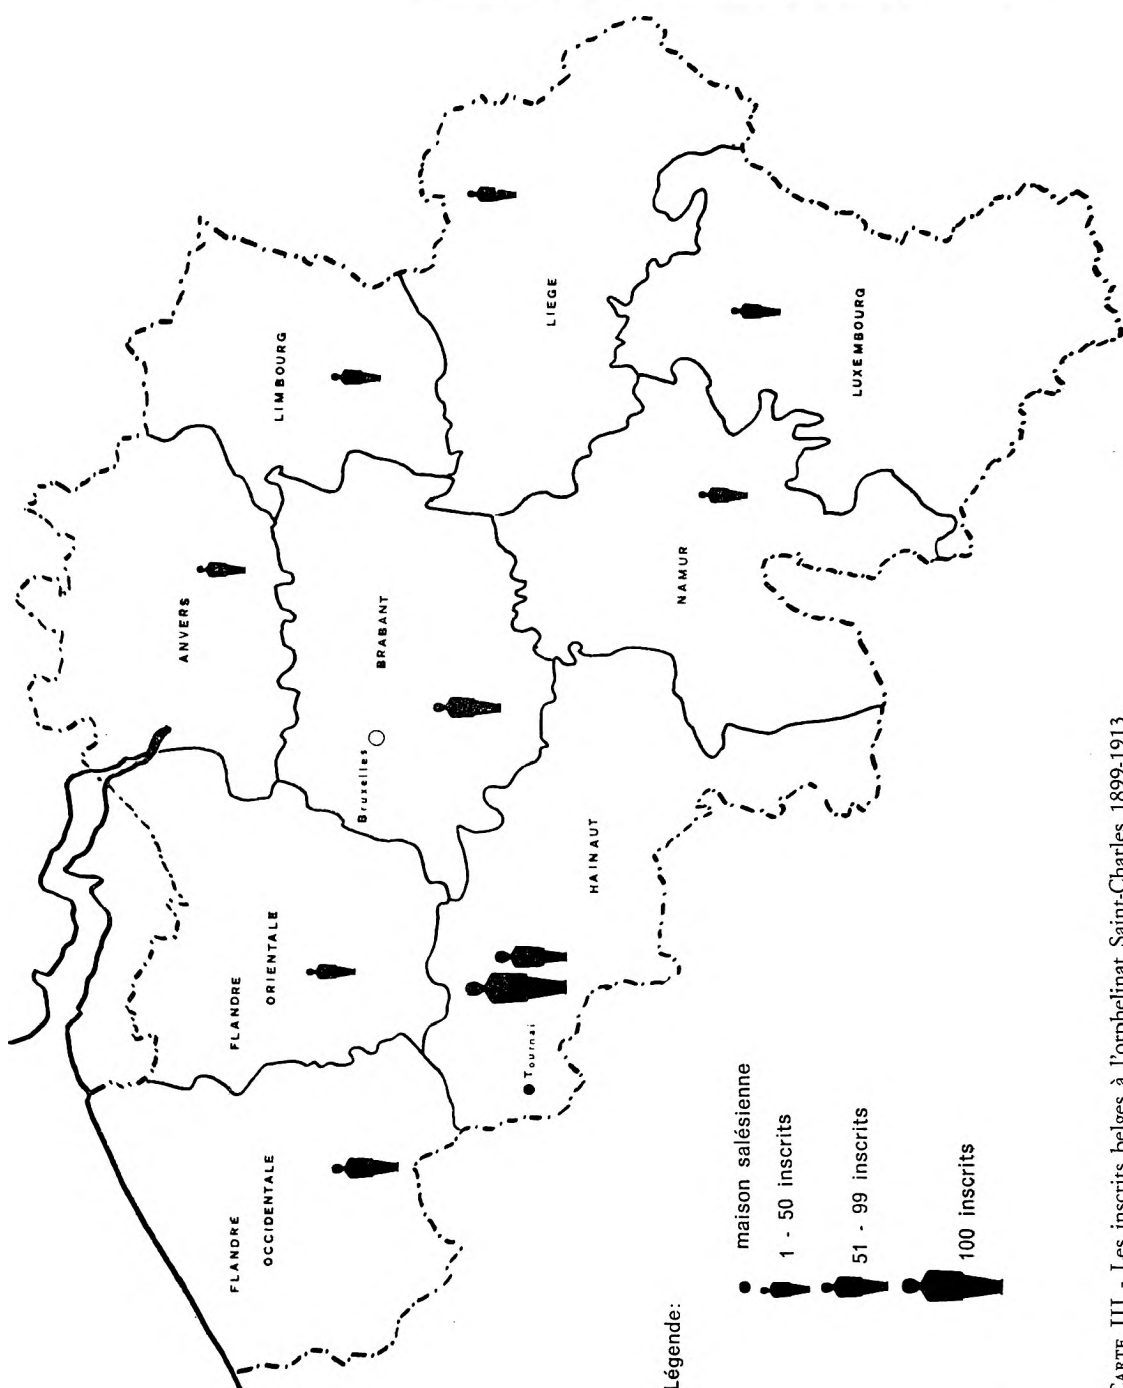 LIMBOURG
LIEGE
LUXEMBOURG
ANVERS
BRABANT
NAMUR
Bruxelles
HAINAUT
FLANDRE
ORIENTALE
Tournai
FLANDRE
OCCIDENTALE
Légende:
maison salésienne
1 - 50 inscrits
51 - 99 inscrits
100 inscrits
CARTE III - Les inscrits belges à l'orphelinat Saint-Charles 1899-1913